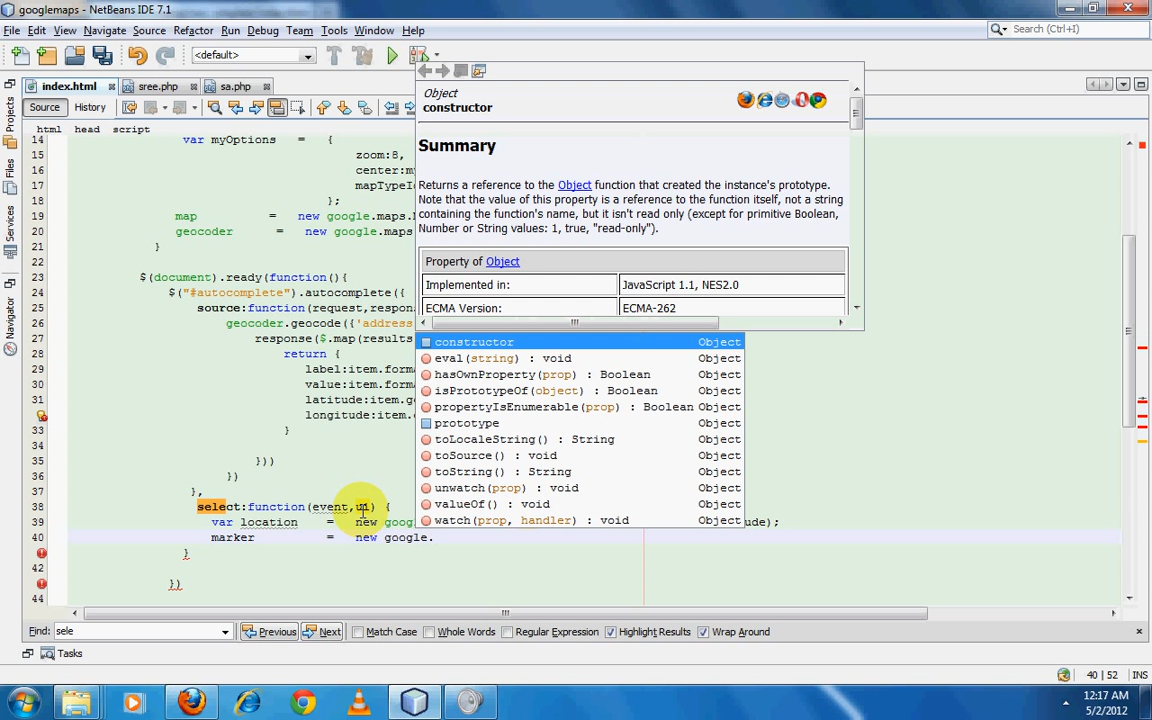 googlemaps - NetBeans IDE 7.1
File Edit View Navigate Source Refactor Run Debug Team Tools Window Help
Search (Ctrl+I)
<default>
index.html sree.php sa.php
Source History
html head script
Object
constructor
Summary
Returns a reference to the Object function that created the instance's prototype.
Note that the value of this property is a reference to the function itself, not a string
containing the function's name, but it isn't read only (except for primitive Boolean,
Number or String values: 1, true, "read-only").
Property of Object
Implemented in: JavaScript 1.1, NES2.0
ECMA Version: ECMA-262
Projects
Files
Services
Navigator
14 var myOptions = {
15 zoom:8,
16 center:my
17 mapTypeId
18 };
19 map = new google.maps.
20 geocoder = new google.maps
21 }
22
23 $(document).ready(function(){
24 $("#autocomplete").autocomplete({
25 source:function(request,respon
26 geocoder.geocode({'address
27 response($.map(results
28 return {
29 label:item.forma
30 value:item.forma
31 latitude:item.ge
longitude:item.
33 }
34
35 }))
36 })
37 },
38 select:function(event,ui) {
39 var location = new goog ude);
40 marker = new google.
}
42
})
44
constructor Object
eval(string) : void Object
hasOwnProperty(prop) : Boolean Object
isPrototypeOf(object) : Boolean Object
propertyIsEnumerable(prop) : Boolean Object
prototype Object
toLocaleString() : String Object
toSource() : void Object
toString() : String Object
unwatch(prop) : void Object
valueOf() : void Object
watch(prop, handler) : void Object
Find: sele Previous Next Match Case Whole Words Regular Expression Highlight Results Wrap Around
Tasks
40 | 52 INS
12:17 AM
5/2/2012